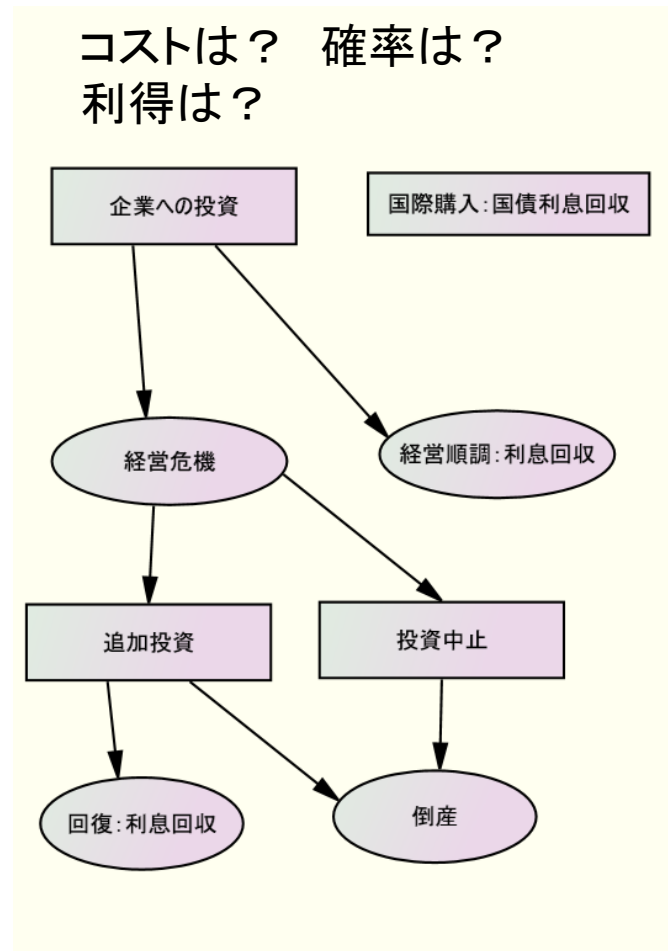 コストは？　確率は？
利得は？
企業への投資
国際購入：国債利息回収
経営危機
経営順調：利息回収
追加投資
投資中止
回復：利息回収
倒産